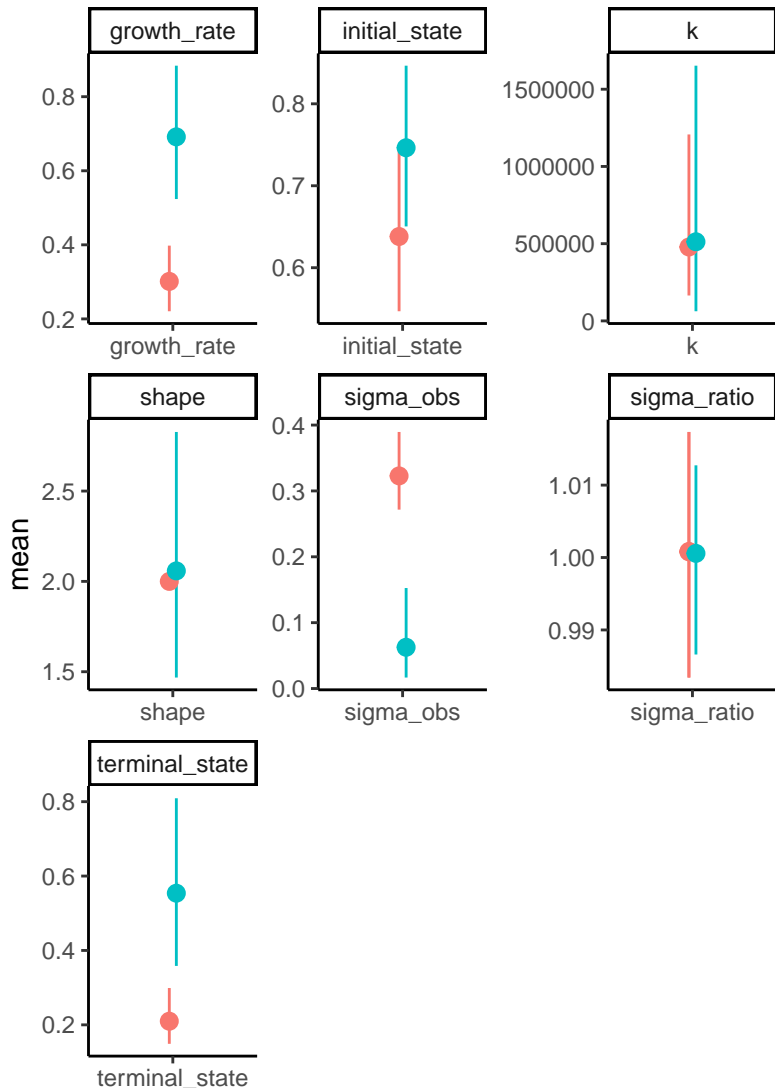 growth_rate
initial_state
k
0.8
0.6
0.4
0.2
0.8
0.7
0.6
1500000
1000000
500000
0
growth_rate
initial_state
k
shape
sigma_obs
sigma_ratio
mean
2.5
2.0
1.5
0.4
0.3
0.2
0.1
0.0
1.01
1.00
0.99
shape
sigma_obs
sigma_ratio
terminal_state
0.8
0.6
0.4
0.2
terminal_state